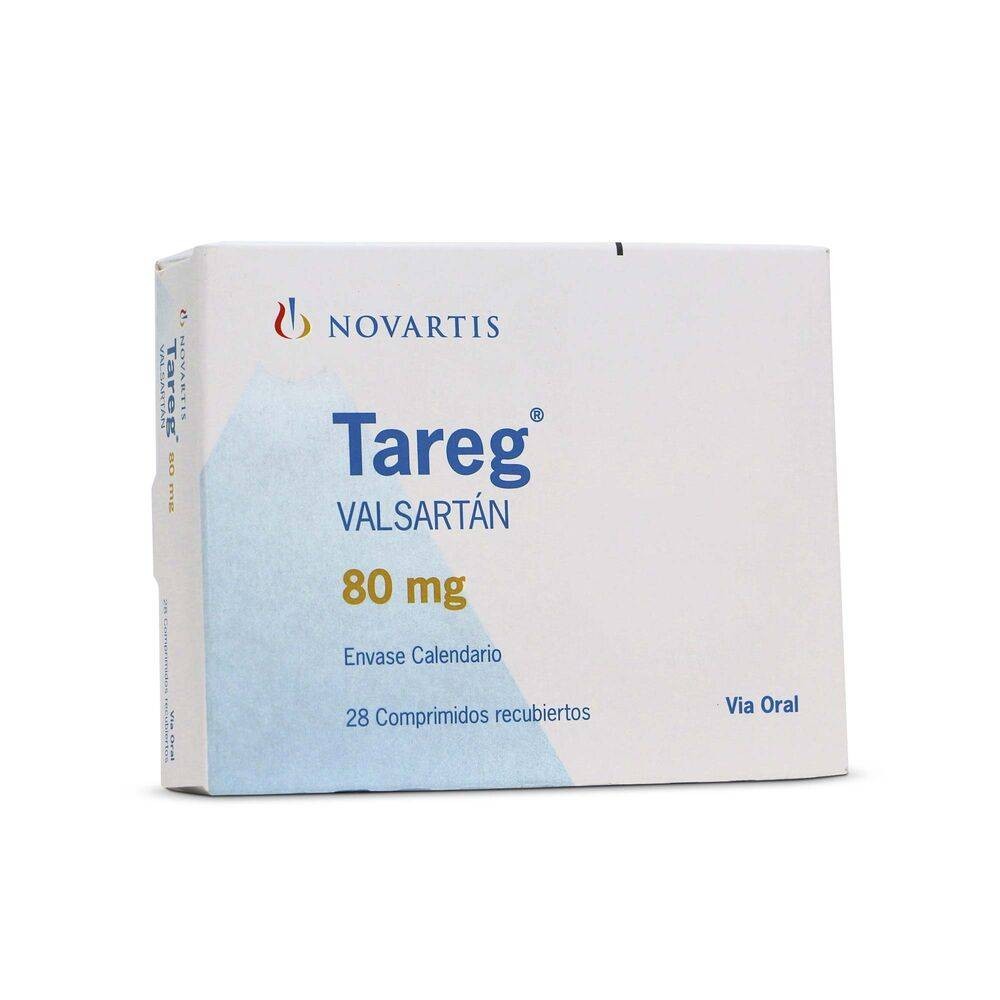 NOVARTIS
Tareg®
VALSARTÁN
80 mg
Envase Calendario
28 Comprimidos recubiertos
Via Oral
NOVARTIS
Tareg®
VALSARTÁN
80 mg
28 Comprimidos recubiertos
Via Oral